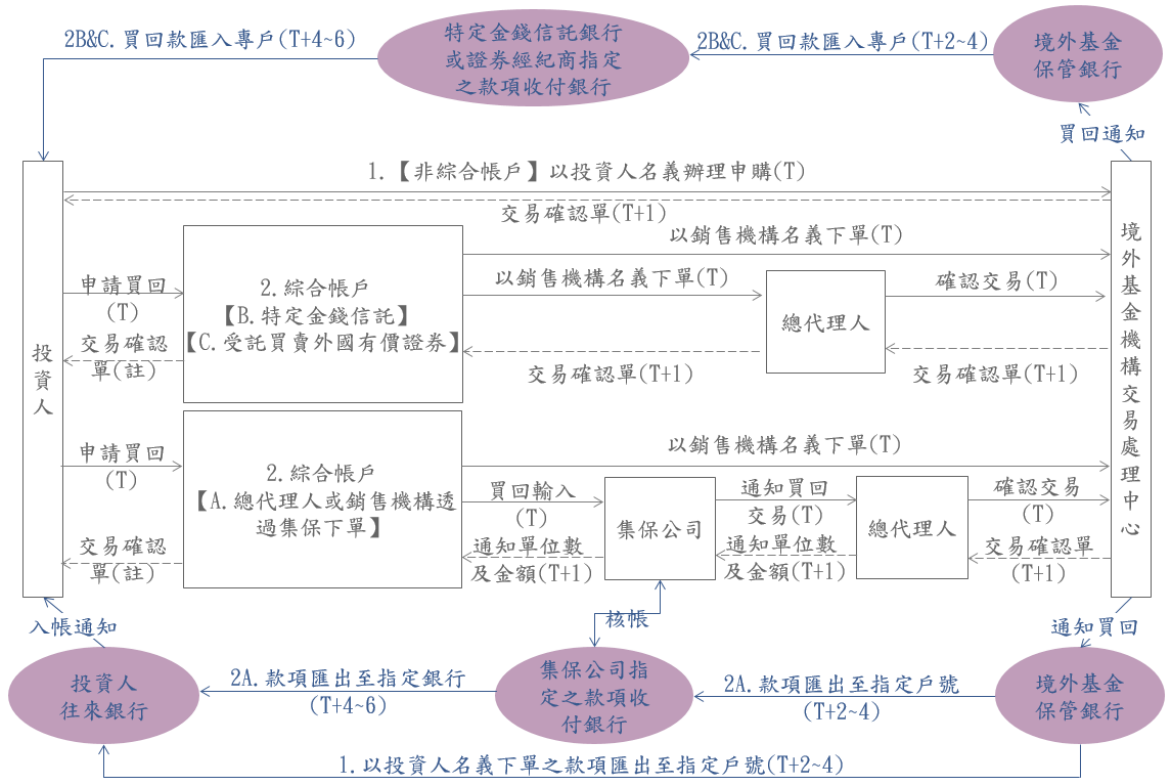 2B&C.買回款匯入專戶(T+4~6)
特定金錢信託銀行
或證券經紀商指定
之款項收付銀行
2B&C.買回款匯入專戶(T+2~4)
境外基金
保管銀行
買回通知
1.【非綜合帳戶】以投資人名義辦理申購(T)
交易確認單(T+1)
以銷售機構名義下單(T)
申請買回
(T)
2.綜合帳戶
【B.特定金錢信託】
【C.受託買賣外國有價證券】
以銷售機構名義下單(T)
總代理人
確認交易(T)
交易確認
單(註)
交易確認單(T+1)
交易確認單(T+1)
投資人
境外基金機構交易處理中心
申請買回
(T)
2.綜合帳戶
【A.總代理人或銷售機構透
過集保下單】
以銷售機構名義下單(T)
買回輸入
(T)
集保公司
通知買回
交易(T)
總代理人
確認交易
(T)
交易確認
單(註)
通知單位數
及金額(T+1)
通知單位數
及金額(T+1)
交易確認單
(T+1)
入帳通知
核帳
通知買回
投資人
往來銀行
2A.款項匯出至指定銀行
(T+4~6)
集保公司指
定之款項收
付銀行
2A.款項匯出至指定戶號
(T+2~4)
境外基金
保管銀行
1.以投資人名義下單之款項匯出至指定戶號(T+2~4)